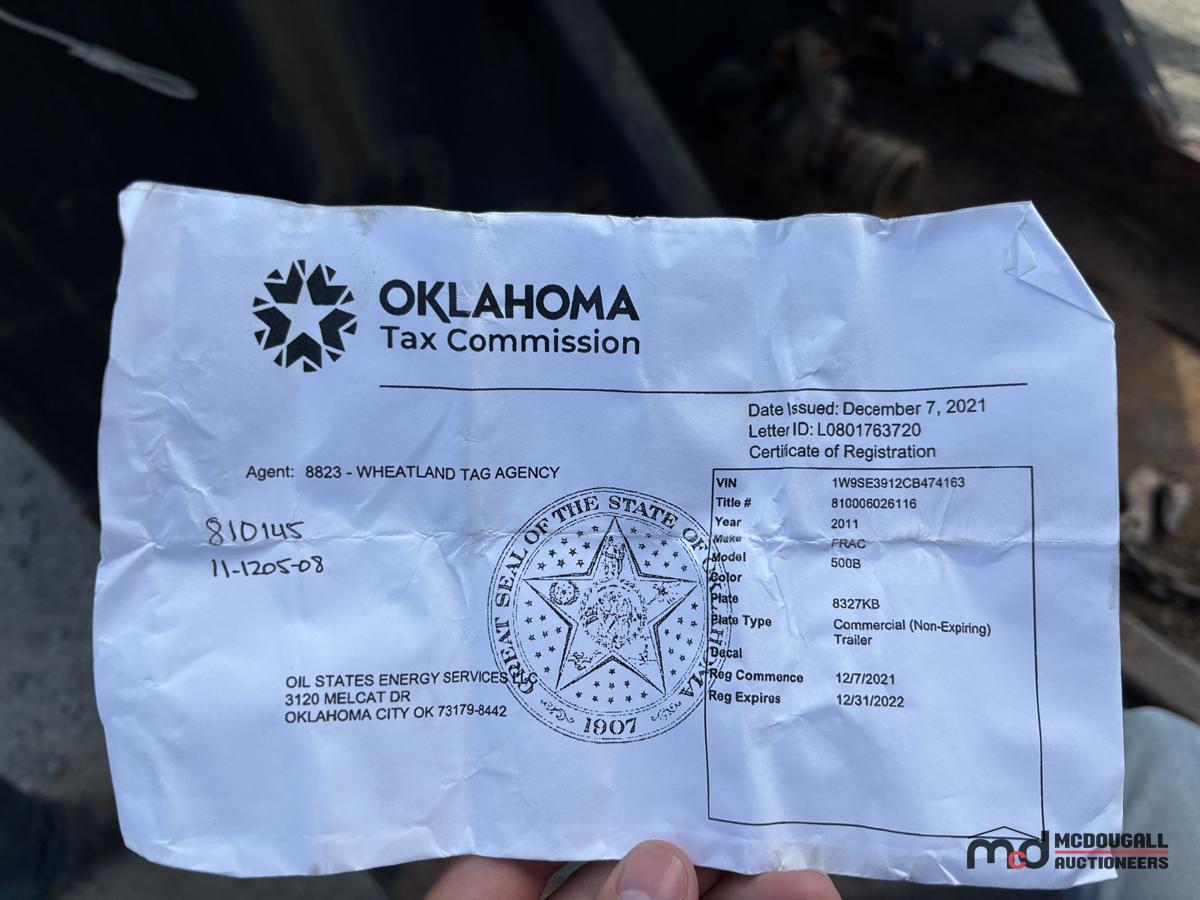 OKLAHOMA
Tax Commission
Date Issued: December 7, 2021
Letter ID: L0801763720
Certificate of Registration
Agent: 8823 - WHEATLAND TAG AGENCY
810145
11-1205-08
GREAT SEAL OF THE STATE OF OKLAHOMA
1907
VIN 1W9SE3912CB474163
Title # 810006026116
Year 2011
Make FRAC
Model 500B
Color
Plate 8327KB
Plate Type Commercial (Non-Expiring)
Trailer
Decal
Reg Commence 12/7/2021
Reg Expires 12/31/2022
OIL STATES ENERGY SERVICES
3120 MELCAT DR
OKLAHOMA CITY OK 73179-8442
mcd MCDOUGALL
AUCTIONEERS